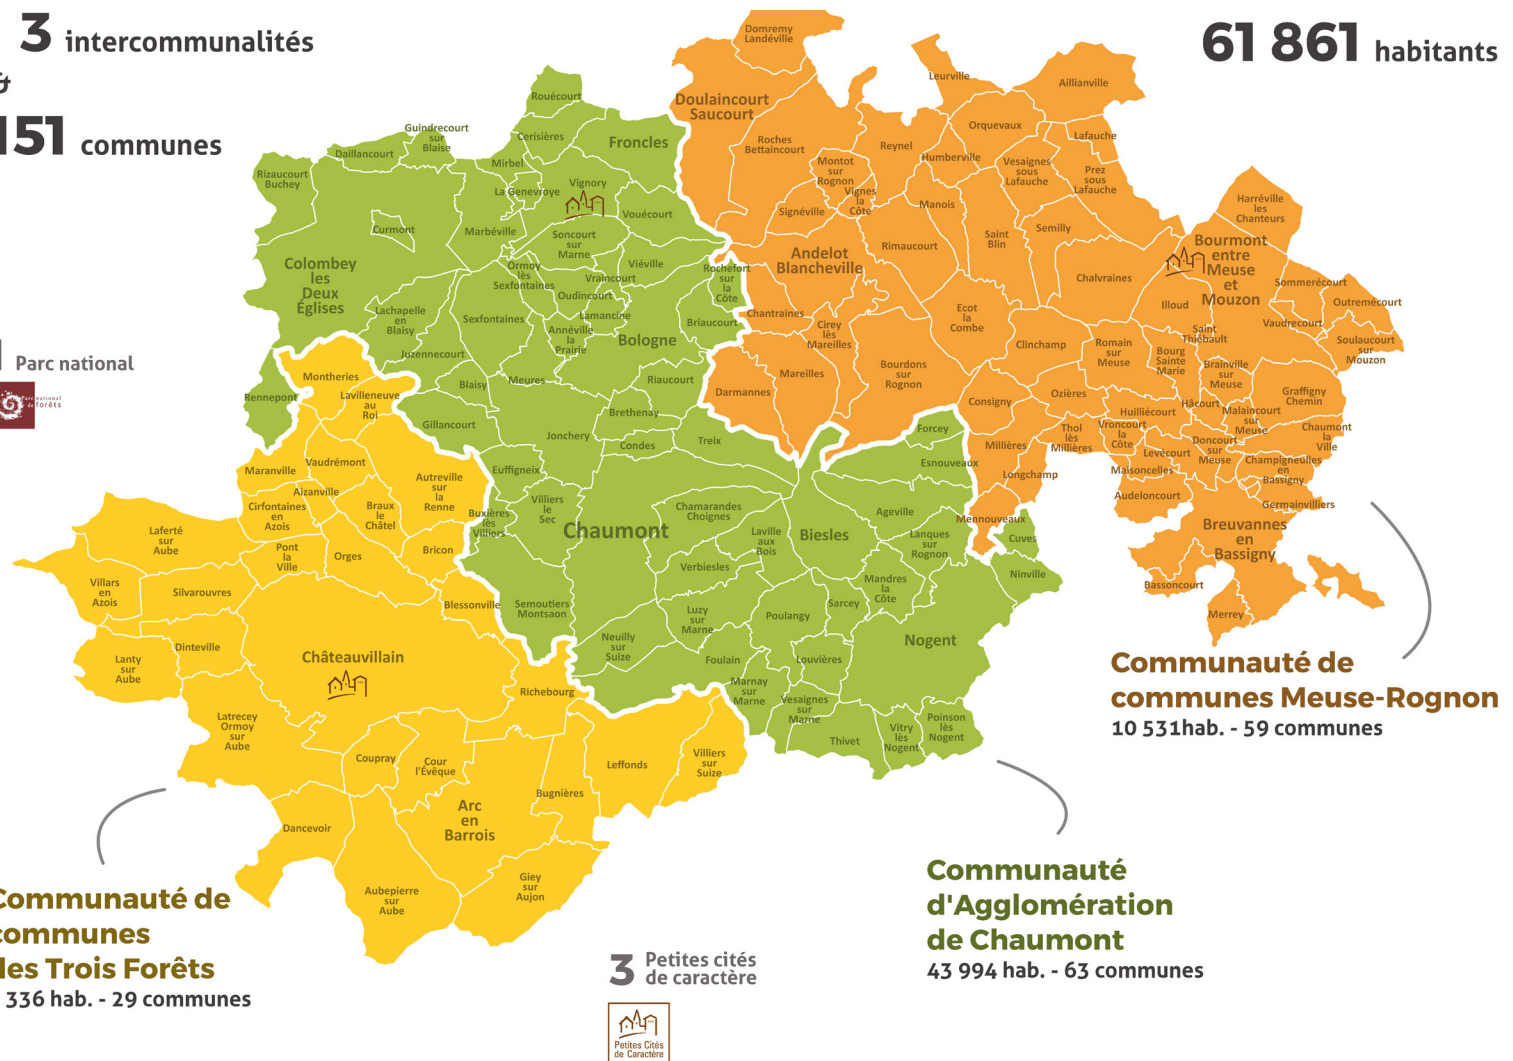 3 intercommunalités
&
151 communes
61 861 habitants
Parc national
Parc national
de forêts
Domremy
Landéville
Leurville
Aillianville
Doulaincourt
Saucourt
Rouécourt
Guindrecourt
sur
Blaise
Cerisières
Froncles
Daillancourt
Mirbel
Rizaucourt
Buchey
La Genevroye
Vignory
Vouécourt
Curmont
Marbéville
Soncourt
sur
Marne
Roches
Bettaincourt
Montot
sur
Rognon
Reynel
Orquevaux
Lafauche
Humberville
Vesaignes
sous
Lafauche
Prez
sous
Lafauche
Vignes
la
Côte
Signéville
Manois
Harréville
les
Chanteurs
Saint
Blin
Semilly
Andelot
Blancheville
Rimaucourt
Bourmont
entre
Meuse
et
Mouzon
Chalvraines
Sommerécourt
Outremécourt
Illoud
Vaudrecourt
Soulaucourt
sur
Mouzon
Saint
Thiébault
Colombey
les
Deux
Églises
Ormoy
lès
Sexfontaines
Viéville
Vraincourt
Oudincourt
Rochefort
sur
la
Côte
Lachapelle
en
Blaisy
Sexfontaines
Lamancine
Annéville
la
Prairie
Bologne
Briaucourt
Chantraines
Cirey
lès
Mareilles
Ecot
la
Combe
Clinchamp
Romain
sur
Meuse
Bourg
Sainte
Marie
Brainville
sur
Meuse
Juzennecourt
Blaisy
Meures
Riaucourt
Darmannes
Mareilles
Bourdons
sur
Rognon
Consigny
Ozières
Graffigny
Chemin
Hâcourt
Huilliécourt
Malaincourt
sur
Meuse
Montheries
Lavilleneuve
au
Roi
Rennepont
Gillancourt
Brethenay
Jonchery
Condes
Treix
Forcey
Esnouveaux
Millières
Thol
lès
Millières
Vroncourt
la
Côte
Levécourt
Doncourt
sur
Meuse
Chaumont
la
Ville
Champigneulles
en
Bassigny
Maisoncelles
Longchamp
Audeloncourt
Germainvilliers
Mennouveaux
Breuvannes
en
Bassigny
Bassoncourt
Merrey
Maranville
Vaudrémont
Aizanville
Autreville
sur
la
Renne
Cirfontaines
en
Azois
Braux
le
Châtel
Euffigneix
Villiers
le
Sec
Buxières
lès
Villiers
Chaumont
Chamarandes
Choignes
Laville
aux
Bois
Biesles
Ageville
Lanques
sur
Rognon
Cuves
Ninville
Laferté
sur
Aube
Pont
la
Ville
Orges
Bricon
Verbiesles
Mandres
la
Côte
Villars
en
Azois
Silvarouvres
Blessonville
Semoutiers
Montsaon
Luzy
sur
Marne
Poulangy
Sarcey
Nogent
Dinteville
Lanty
sur
Aube
Châteauvillain
Neuilly
sur
Suize
Foulain
Louvières
Marnay
sur
Marne
Vesaignes
sur
Marne
Richebourg
Latrecey
Ormoy
sur
Aube
Thivet
Vitry
lès
Nogent
Poinson
lès
Nogent
Coupray
Cour
l'Évêque
Leffonds
Villiers
sur
Suize
Bugnières
Arc
en
Barrois
Dancevoir
Aubepierre
sur
Aube
Giey
sur
Aujon
Communauté de
communes Meuse-Rognon
10 531hab. - 59 communes
Communauté
d'Agglomération
de Chaumont
43 994 hab. - 63 communes
Communauté de
communes
des Trois Forêts
336 hab. - 29 communes
3 Petites cités
de caractère
Petites Cités
de Caractère